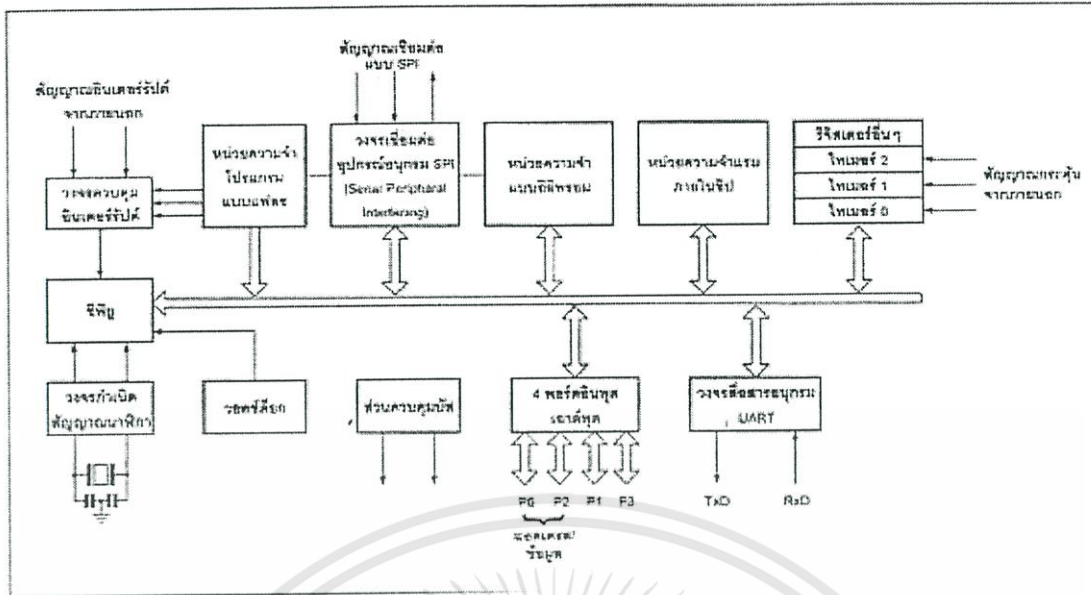 สัญญาณเชื่อมต่อ
แบบ SPI
สัญญาณอินเตอร์รัปต์
จากภายนอก
หน่วยความจำ
โปรแกรม
แบบแฟลช
วงจรเชื่อมต่อ
อุปกรณ์อนุกรม SPI
(Serial Peripheral
Interfering)
หน่วยความจำ
แบบอีอีพรอม
หน่วยความจำแรม
ภายในชิป
รีจิสเตอร์อื่นๆ
ไทเมอร์ 2
ไทเมอร์ 1
ไทเมอร์ 0
สัญญาณกระตุ้น
จากภายนอก
วงจรควบคุม
อินเตอร์รัปต์
ซีพียู
วงจรกำเนิด
สัญญาณนาฬิกา
วอตช์ด็อก
ส่วนควบคุมบัส
4 พอร์ตอินพุต
เอาต์พุต
วงจรสื่อสารอนุกรม
UART
P0 P2 P1 P3
TxD RxD
แอดเดรส/
ข้อมูล